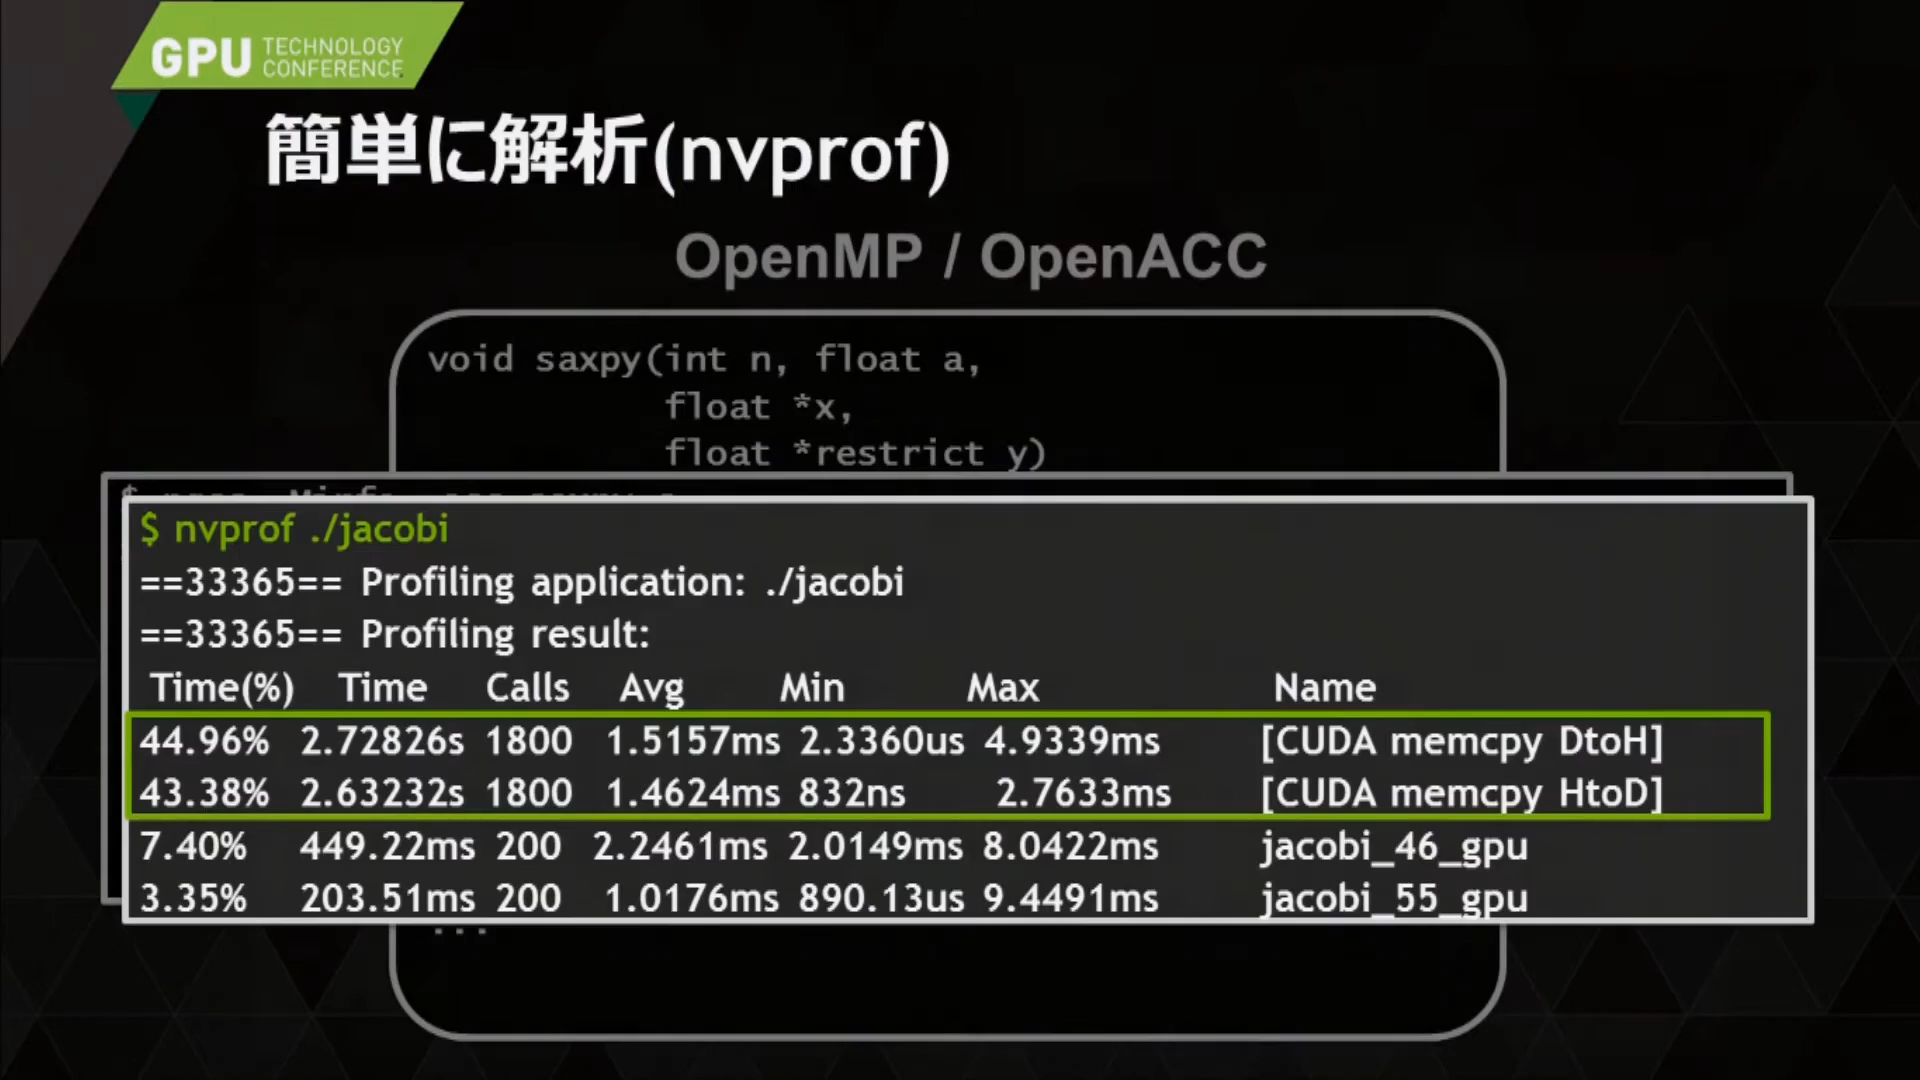 GPU TECHNOLOGY
CONFERENCE
簡単に解析(nvprof)
OpenMP / OpenACC
void saxpy(int n, float a,
float *x,
float *restrict y)
$ nvprof ./jacobi
==33365== Profiling application: ./jacobi
==33365== Profiling result:
Time(%) Time Calls Avg Min Max Name
44.96% 2.72826s 1800 1.5157ms 2.3360us 4.9339ms [CUDA memcpy DtoH]
43.38% 2.63232s 1800 1.4624ms 832ns 2.7633ms [CUDA memcpy HtoD]
7.40% 449.22ms 200 2.2461ms 2.0149ms 8.0422ms jacobi_46_gpu
3.35% 203.51ms 200 1.0176ms 890.13us 9.4491ms jacobi_55_gpu
...